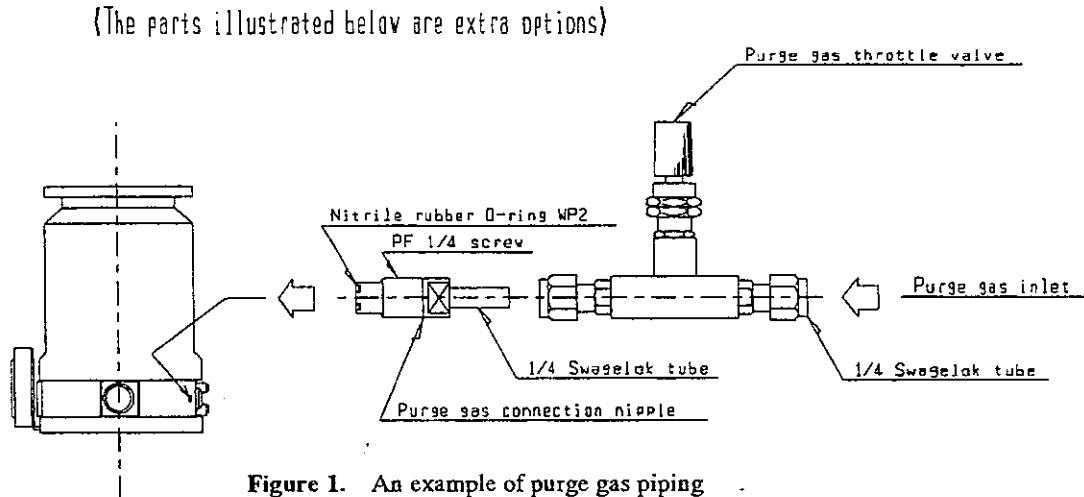 (The parts illustrated below are extra options)
Purge gas throttle valve
Nitrile rubber O-ring WP2
PF 1/4 screw
Purge gas inlet
1/4 Swagelok tube
1/4 Swagelok tube
Purge gas connection nipple
Figure 1. An example of purge gas piping